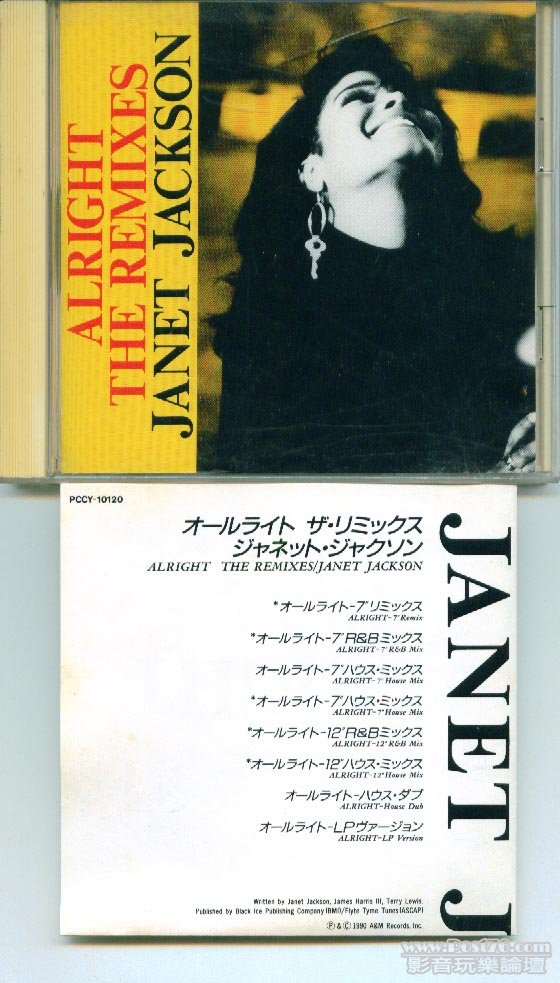 ALRIGHT
THE REMIXES
JANET JACKSON
PCCY-10120
オールライト ザ・リミックス
ジャネット・ジャクソン
ALRIGHT THE REMIXES/JANET JACKSON
*オールライト-7"リミックス
ALRIGHT-7"Remix
*オールライト-7"R&Bミックス
ALRIGHT-7"R&B Mix
オールライト-7"ハウス・ミックス
ALRIGHT-7"House Mix
*オールライト-7"ハウス・ミックス
ALRIGHT-7"House Mix
*オールライト-12"R&Bミックス
ALRIGHT-12"R&B Mix
*オールライト-12"ハウス・ミックス
ALRIGHT-12"House Mix
オールライト-ハウス・ダブ
ALRIGHT-House Dub
オールライト-LPヴァージョン
ALRIGHT-LP Version
Written by Janet Jackson, James Harris III, Terry Lewis.
Published by Black Ice Publishing Company(BMI)/Flyte Tyme Tunes(ASCAP)
Ⓟ&Ⓒ1990 A&M Records, Inc.
JANET J
www.post76.com
影音玩樂論壇